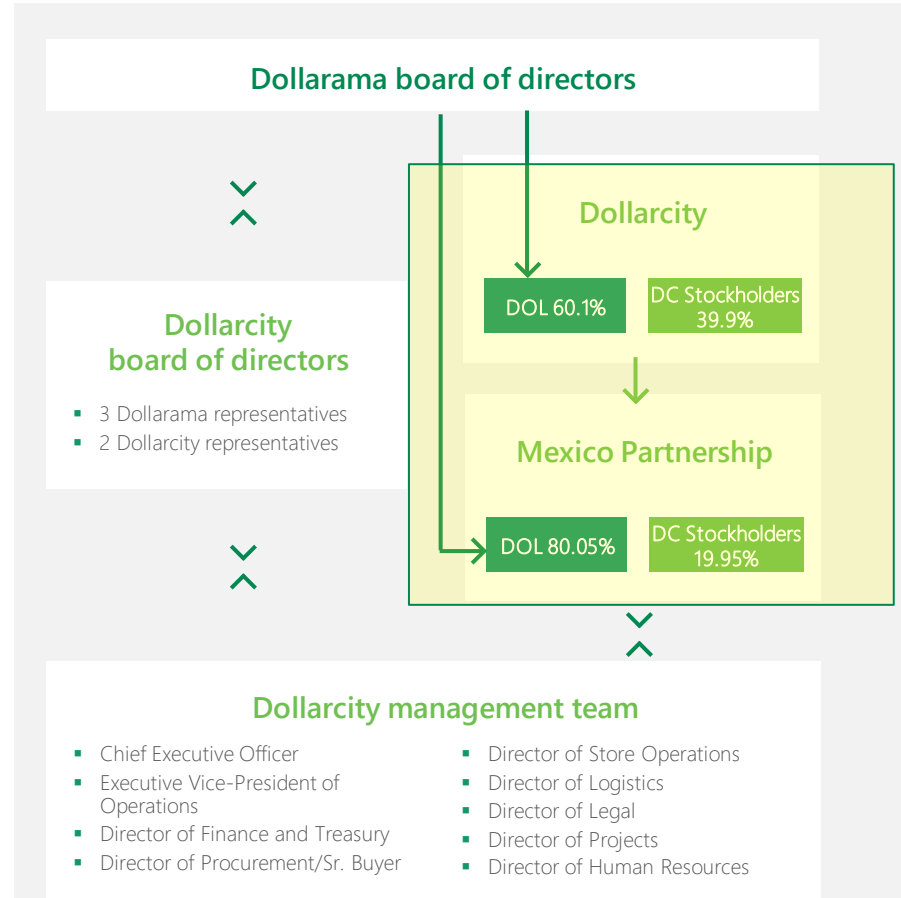 Dollarama board of directors
Dollarcity
DOL 60.1%
DC Stockholders
39.9%
Dollarcity
board of directors
▪ 3 Dollarama representatives
▪ 2 Dollarcity representatives
Mexico Partnership
DOL 80.05%
DC Stockholders
19.95%
Dollarcity management team
▪ Chief Executive Officer
▪ Executive Vice-President of
Operations
▪ Director of Finance and Treasury
▪ Director of Procurement/Sr. Buyer
▪ Director of Store Operations
▪ Director of Logistics
▪ Director of Legal
▪ Director of Projects
▪ Director of Human Resources